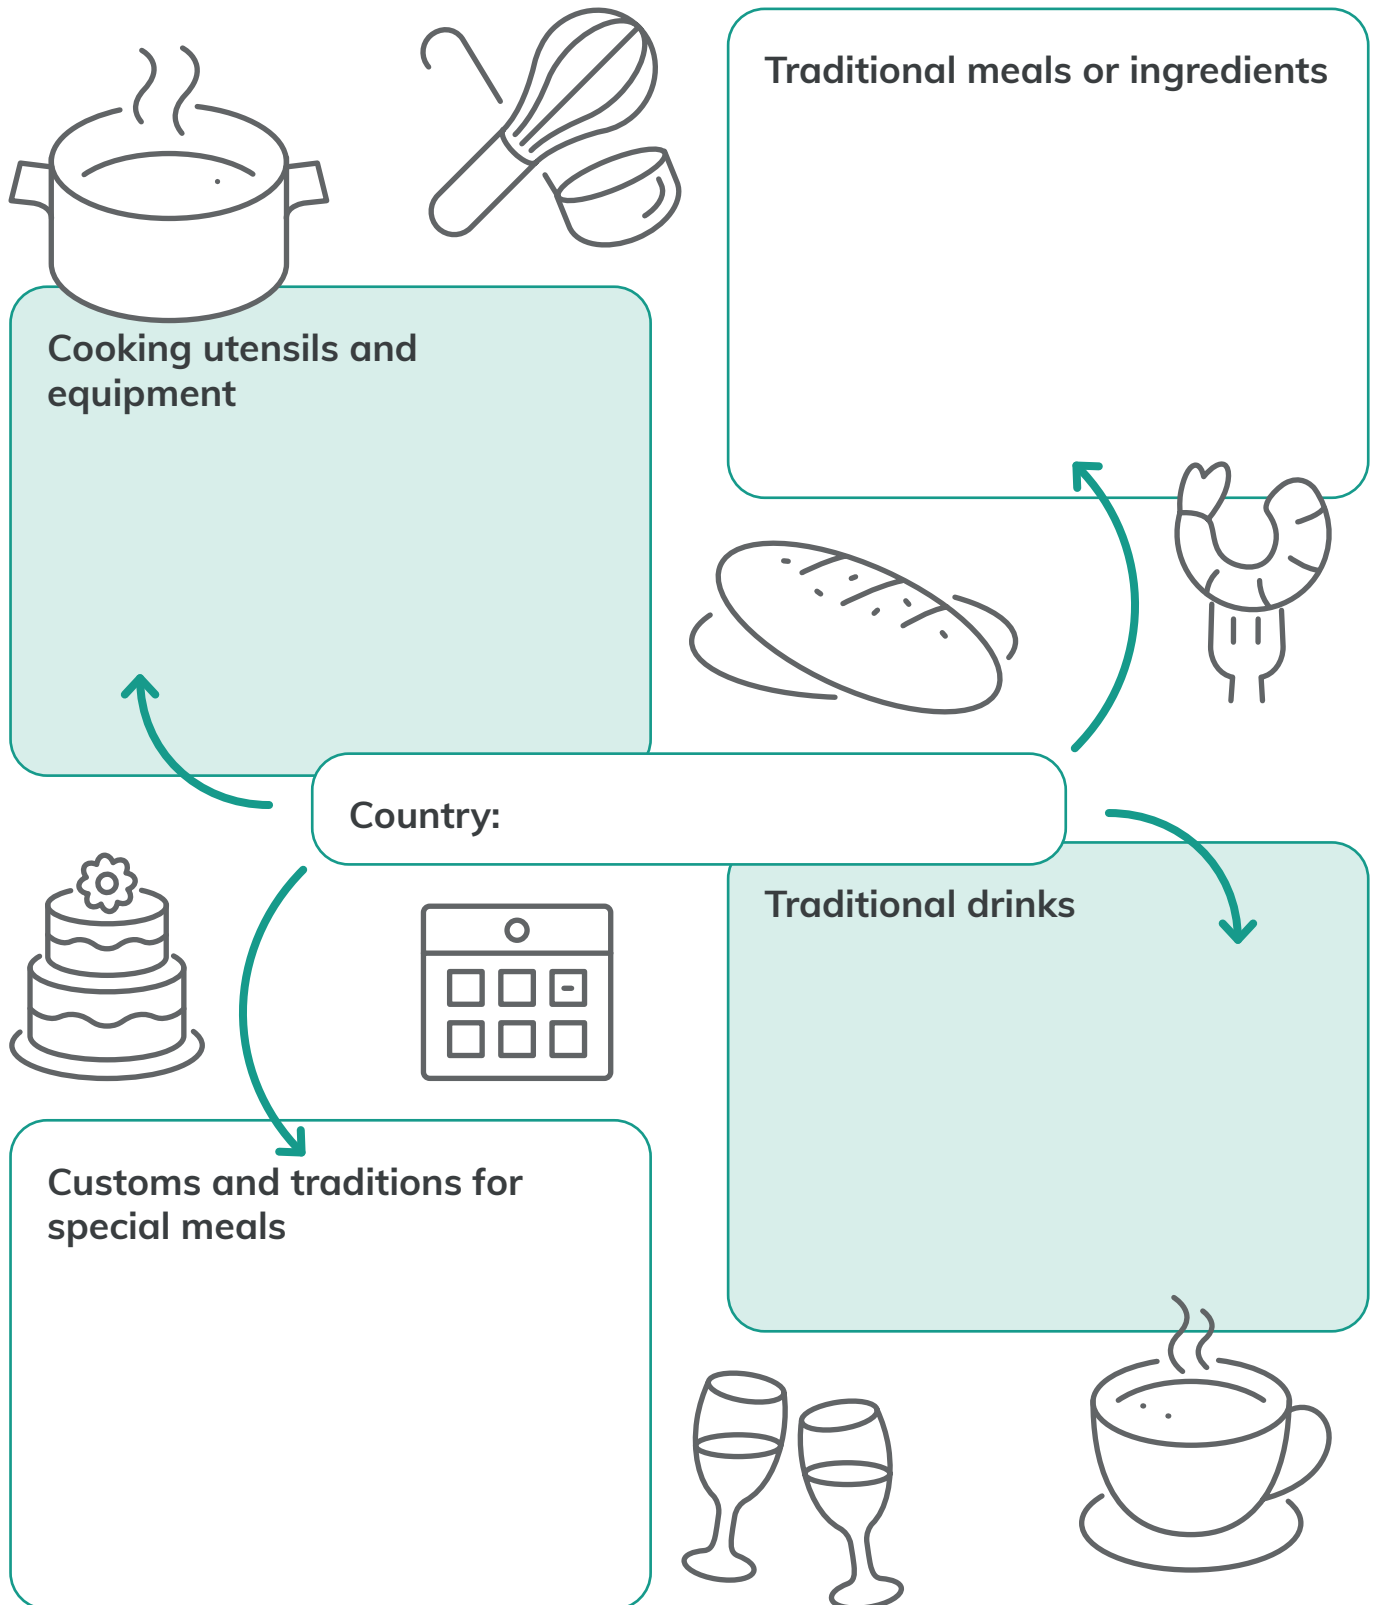 Traditional meals or ingredients
Cooking utensils and
equipment
Country:
Traditional drinks
Customs and traditions for
special meals